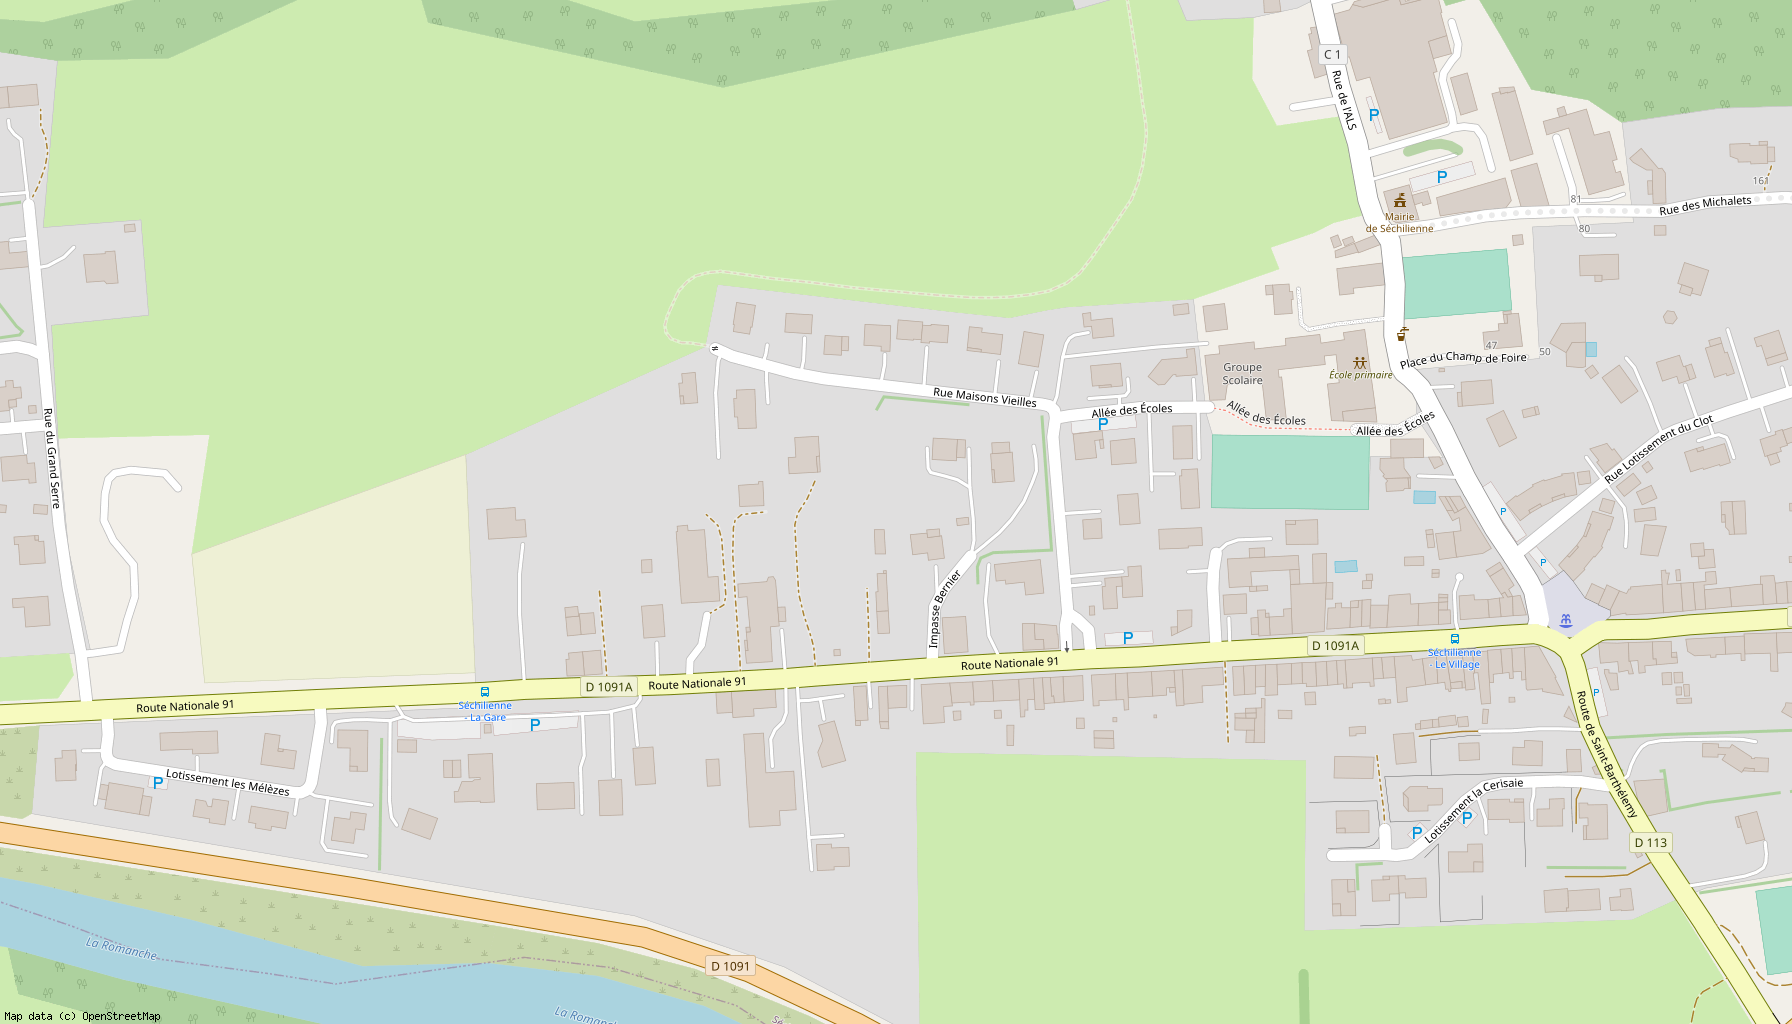 C 1
Rue de l'ALS
P
P
161
81
Rue des Michalets
Mairie
de Séchilienne
80
47
50
Place du Champ de Foire
Groupe
Scolaire
École primaire
Rue Maisons Vieilles
Allée des Écoles
P
Allée des Écoles
Allée des Écoles
Rue Lotissement du Clot
Rue du Grand Serre
P
P
Impasse Bernier
P
D 1091A
Route Nationale 91
Séchilienne
- Le Village
D 1091A
Route Nationale 91
Route Nationale 91
Séchilienne
- La Gare
P
P
Route de Saint-Barthélemy
Lotissement les Mélèzes
P
Lotissement la Cerisaie
P
P
D 113
La Romanche
D 1091
La Romanche
Sé
Map data (c) OpenStreetMap